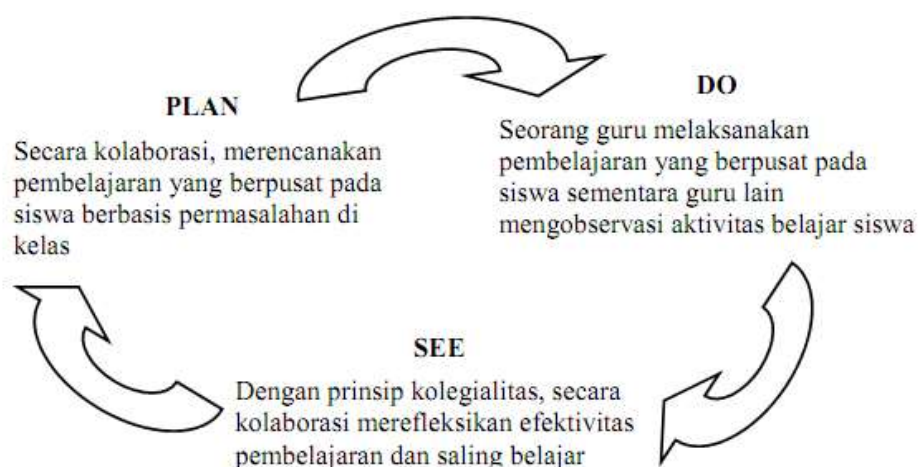 PLAN
Secara kolaborasi, merencanakan
pembelajaran yang berpusat pada
siswa berbasis permasalahan di
kelas
DO
Seorang guru melaksanakan
pembelajaran yang berpusat pada
siswa sementara guru lain
mengobservasi aktivitas belajar siswa
SEE
Dengan prinsip kolegialitas, secara
kolaborasi merefleksikan efektivitas
pembelajaran dan saling belajar